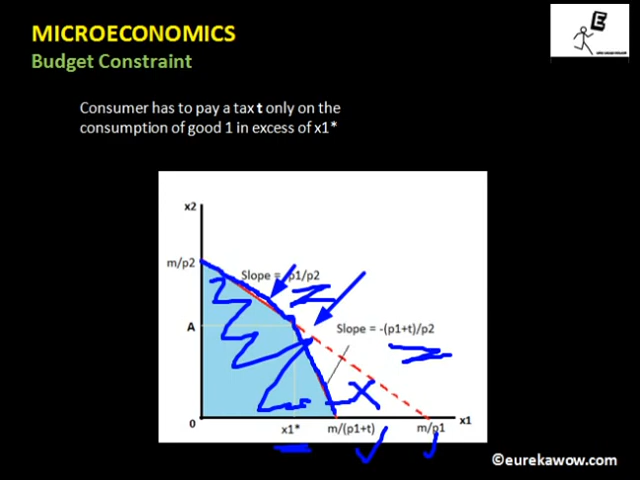 MICROECONOMICS
Budget Constraint
E
Consumer has to pay a tax t only on the
consumption of good 1 in excess of x1*
x2
m/p2
Slope = -p1/p2
A
Slope = -(p1+t)/p2
0
x1*
m/(p1+t)
m/p1
x1
©eurekawow.com